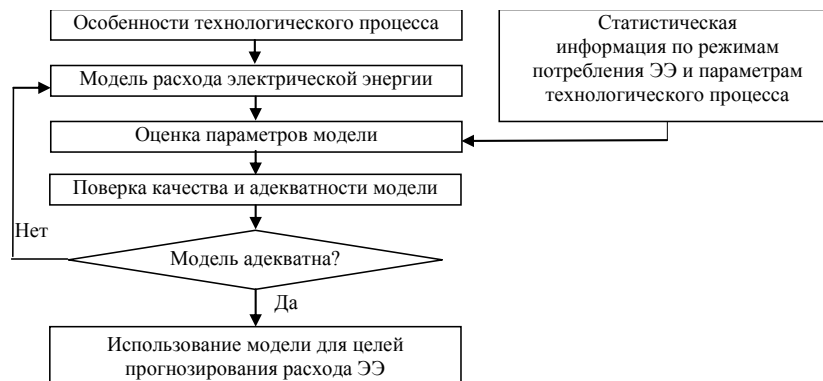 Особенности технологического процесса
Статистическая
информация по режимам
потребления ЭЭ и параметрам
технологического процесса
Модель расхода электрической энергии
Оценка параметров модели
Поверка качества и адекватности модели
Нет
Модель адекватна?
Да
Использование модели для целей
прогнозирования расхода ЭЭ